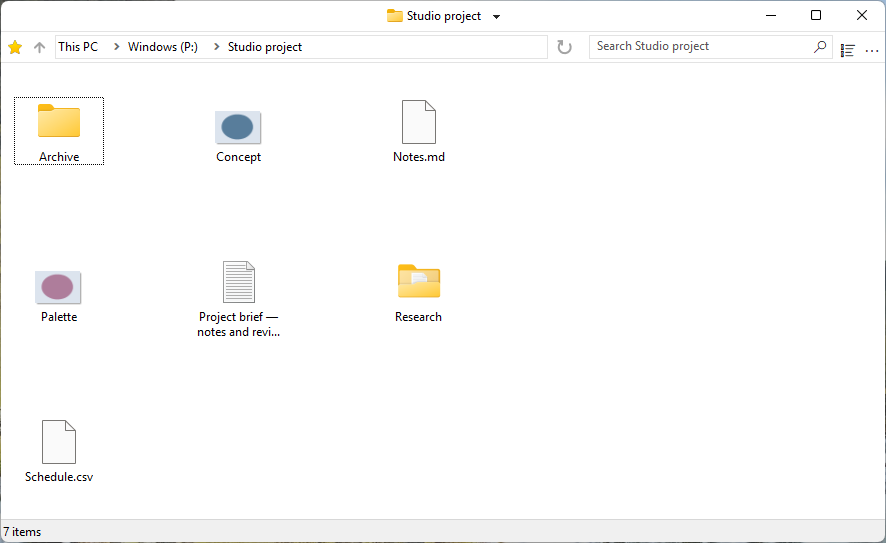 Studio project
This PC > Windows (P:) > Studio project
Search Studio project
Archive
Concept
Notes.md
Palette
Project brief —
notes and revi...
Research
Schedule.csv
7 items